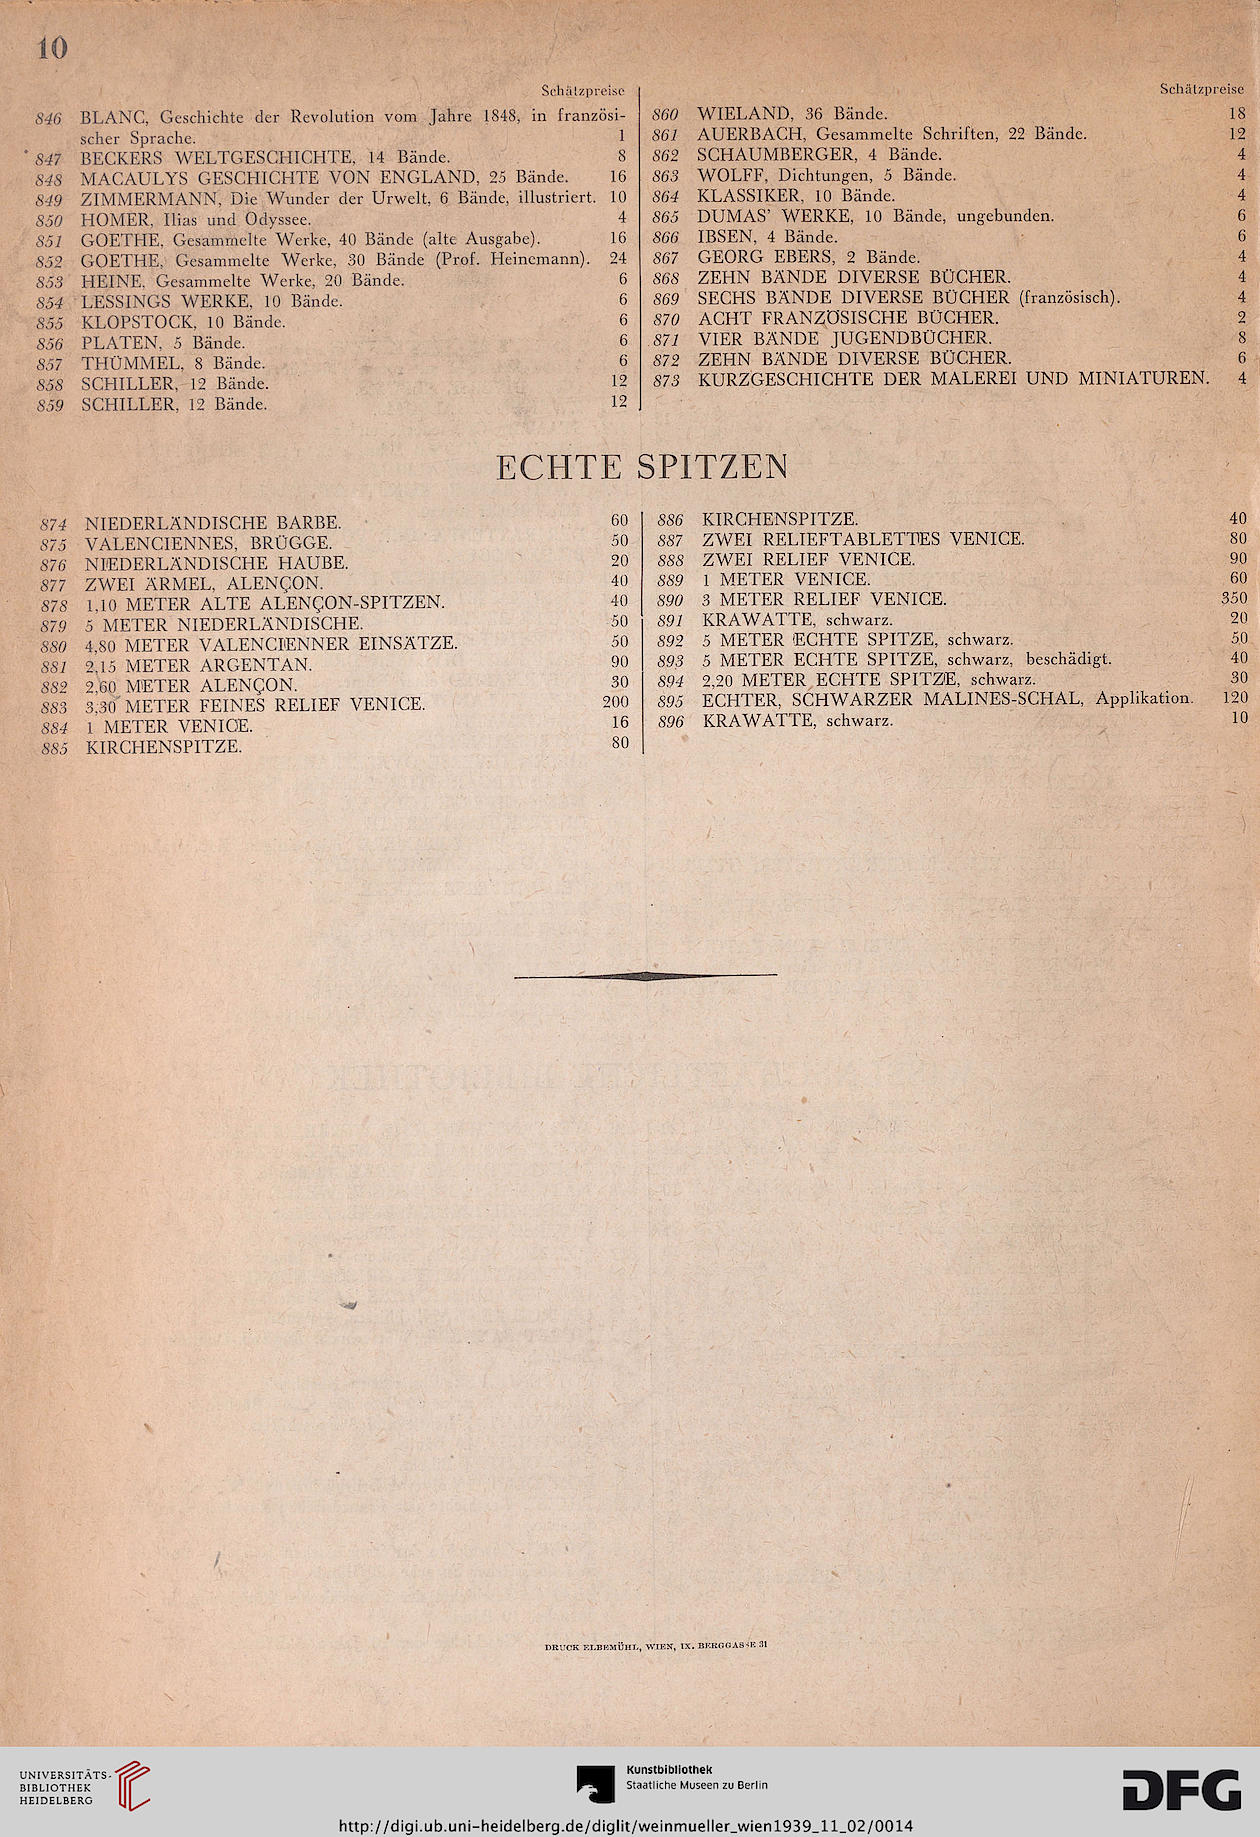 10
Schätzpreise
846 BLANC, Geschichte der Revolution vom Jahre 1848, in französi-
scher Sprache. 1
847 BECKERS WELTGESCHICHTE, 14 Bände. 8
848 MACAULYS GESCHICHTE VON ENGLAND, 25 Bände. 16
849 ZIMMERMANN, Die Wunder der Urwelt, 6 Bände, illustriert. 10
850 HOMER, Ilias und Odyssee. 4
851 GOETHE, Gesammelte Werke, 40 Bände (alte Ausgabe). 16
852 GOETHE, Gesammelte Werke, 30 Bände (Prof. Heinemann). 24
853 HEINE, Gesammelte Werke, 20 Bände. 6
854 LESSINGS WERKE, 10 Bände. 6
855 KLOPSTOCK, 10 Bände. 6
856 PLATEN, 5 Bände. 6
857 THÜMMEL, 8 Bände. 6
858 SCHILLER, 12 Bände. 12
859 SCHILLER, 12 Bände. 12
Schätzpreise
860 WIELAND, 36 Bände. 18
861 AUERBACH, Gesammelte Schriften, 22 Bände. 12
862 SCHAUMBERGER, 4 Bände. 4
863 WOLFF, Dichtungen, 5 Bände. 4
864 KLASSIKER, 10 Bände. 4
865 DUMAS' WERKE, 10 Bände, ungebunden. 6
866 IBSEN, 4 Bände. 6
867 GEORG EBERS, 2 Bände. 4
868 ZEHN BÄNDE DIVERSE BÜCHER. 4
869 SECHS BÄNDE DIVERSE BÜCHER (französisch). 4
870 ACHT FRANZÖSISCHE BÜCHER. 2
871 VIER BÄNDE JUGENDBÜCHER. 8
872 ZEHN BÄNDE DIVERSE BÜCHER. 6
873 KURZGESCHICHTE DER MALEREI UND MINIATUREN. 4
ECHTE SPITZEN
874 NIEDERLÄNDISCHE BARBE. 60
875 VALENCIENNES, BRÜGGE. 50
876 NIEDERLÄNDISCHE HAUBE. 20
877 ZWEI ÄRMEL, ALENÇON. 40
878 1,10 METER ALTE ALENÇON-SPITZEN. 40
879 5 METER NIEDERLÄNDISCHE. 50
880 4,80 METER VALENCIENNER EINSÄTZE. 50
881 2,15 METER ARGENTAN. 90
882 2,60 METER ALENÇON. 30
883 3,30 METER FEINES RELIEF VENICE. 200
884 1 METER VENICE. 16
885 KIRCHENSPITZE. 80
886 KIRCHENSPITZE. 40
887 ZWEI RELIEFTABLETTES VENICE. 80
888 ZWEI RELIEF VENICE. 90
889 1 METER VENICE. 60
890 3 METER RELIEF VENICE. 350
891 KRAWATTE, schwarz. 20
892 5 METER ECHTE SPITZE, schwarz. 50
893 5 METER ECHTE SPITZE, schwarz, beschädigt. 40
894 2,20 METER ECHTE SPITZE, schwarz. 30
895 ECHTER, SCHWARZER MALINES-SCHAL, Applikation. 120
896 KRAWATTE, schwarz. 10
DRUCK ELBEMÜHL, WIEN, IX. BERGGASSE 31
UNIVERSITÄTS-
BIBLIOTHEK
HEIDELBERG
Kunstbibliothek
Staatliche Museen zu Berlin
DFG
http://digi.ub.uni-heidelberg.de/diglit/weinmueller_wien1939_11_02/0014